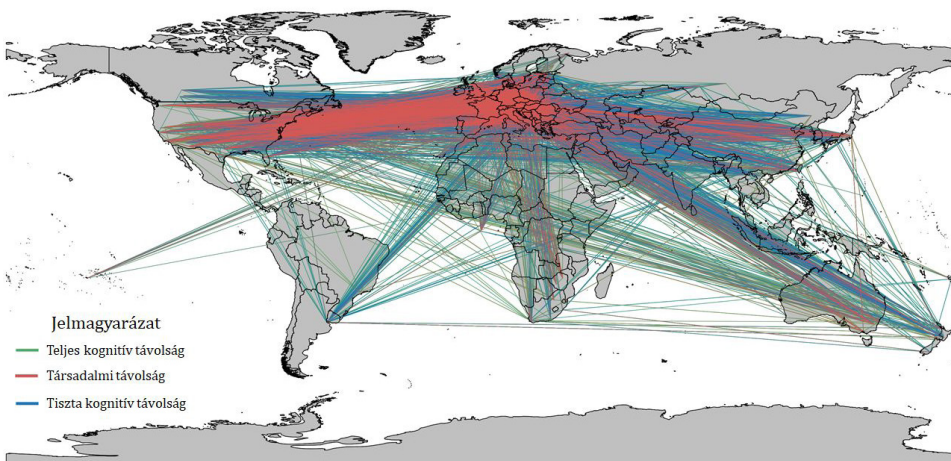 Jelmagyarázat
Teljes kognitív távolság
Társadalmi távolság
Tiszta kognitív távolság